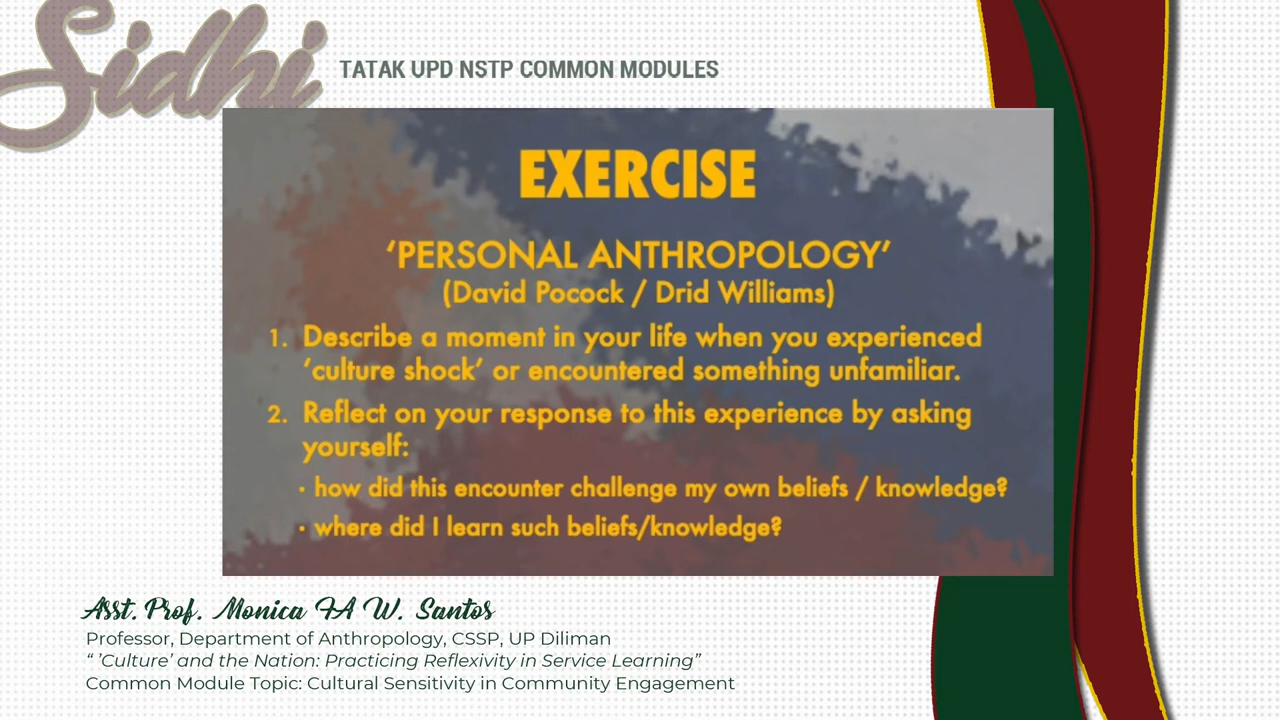 Sidhi
TATAK UPD NSTP COMMON MODULES
EXERCISE
‘PERSONAL ANTHROPOLOGY’
(David Pocock / Drid Williams)
1. Describe a moment in your life when you experienced
‘culture shock’ or encountered something unfamiliar.
2. Reflect on your response to this experience by asking
yourself:
· how did this encounter challenge my own beliefs / knowledge?
· where did I learn such beliefs/knowledge?
Asst. Prof. Monica FA W. Santos
Professor, Department of Anthropology, CSSP, UP Diliman
“ ’Culture’ and the Nation: Practicing Reflexivity in Service Learning”
Common Module Topic: Cultural Sensitivity in Community Engagement